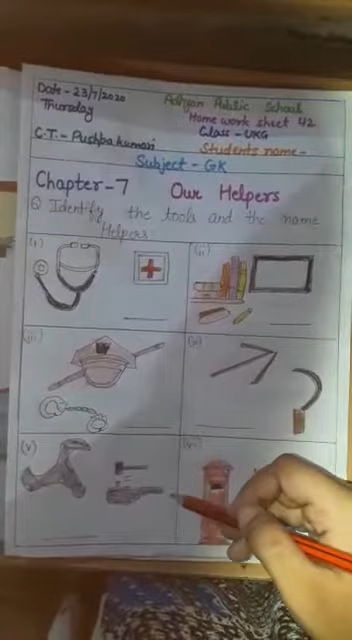 Date - 23/7/2020
Thursday
Adhyan Public School
Home work sheet 42
Class - UKG
C.T. - Pushpa kumari
Students name -
Subject - GK
Chapter-7 Our Helpers
Q Identify the tools and the name
Helpers:
(i)
(ii)
(iii)
(iv)
(v)
(vi)